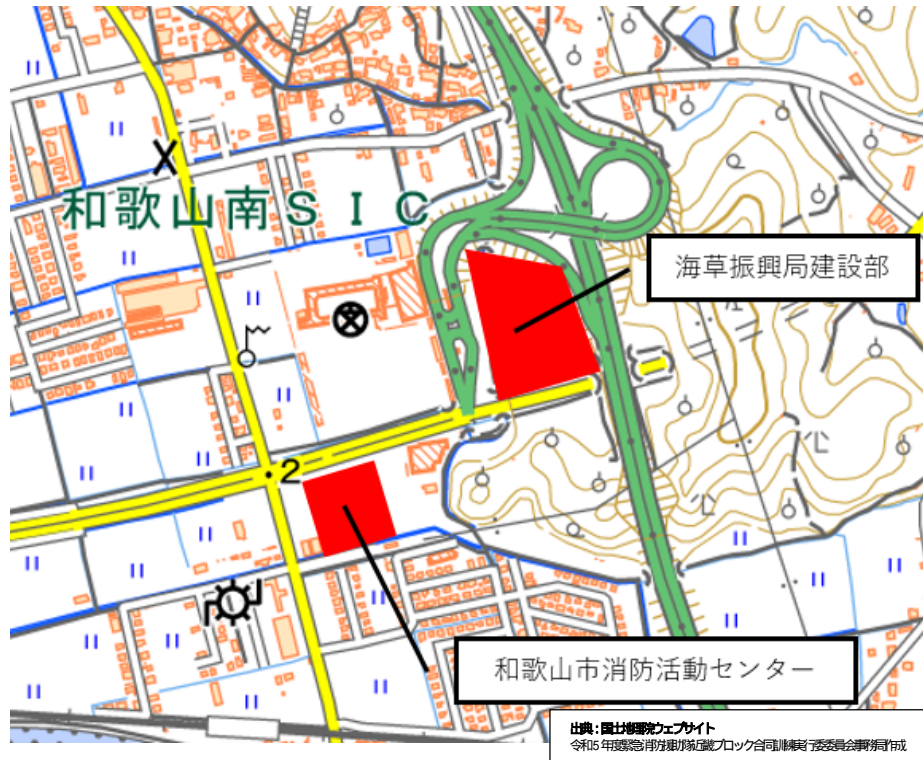 和歌山南ＳＩＣ
海草振興局建設部
2
和歌山市消防活動センター
出典：国土地理院ウェブサイト
令和5年度緊急消防援助隊近畿ブロック合同訓練実行委員会事務局作成